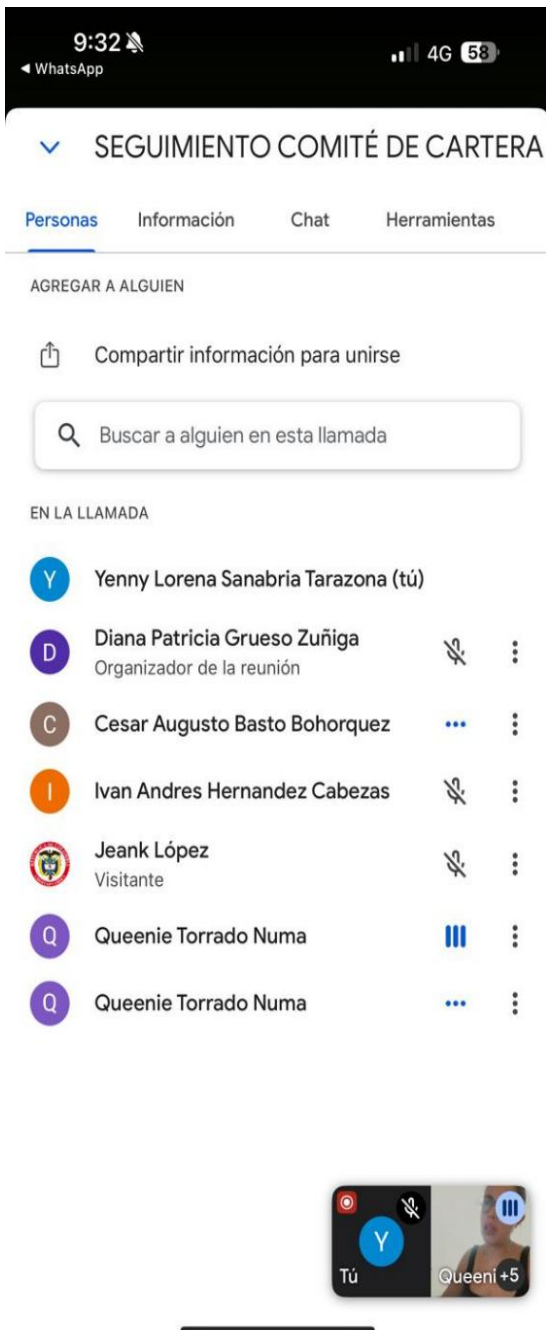 9:32
4G 58
◀ WhatsApp
SEGUIMIENTO COMITÉ DE CARTERA
Personas Información Chat Herramientas
AGREGAR A ALGUIEN
Compartir información para unirse
Buscar a alguien en esta llamada
EN LA LLAMADA
Y Yenny Lorena Sanabria Tarazona (tú)
D Diana Patricia Grueso Zuñiga
Organizador de la reunión
C Cesar Augusto Basto Bohorquez
I Ivan Andres Hernandez Cabezas
Jeank López
Visitante
Q Queenie Torrado Numa
Q Queenie Torrado Numa
Y
Tú Queeni +5